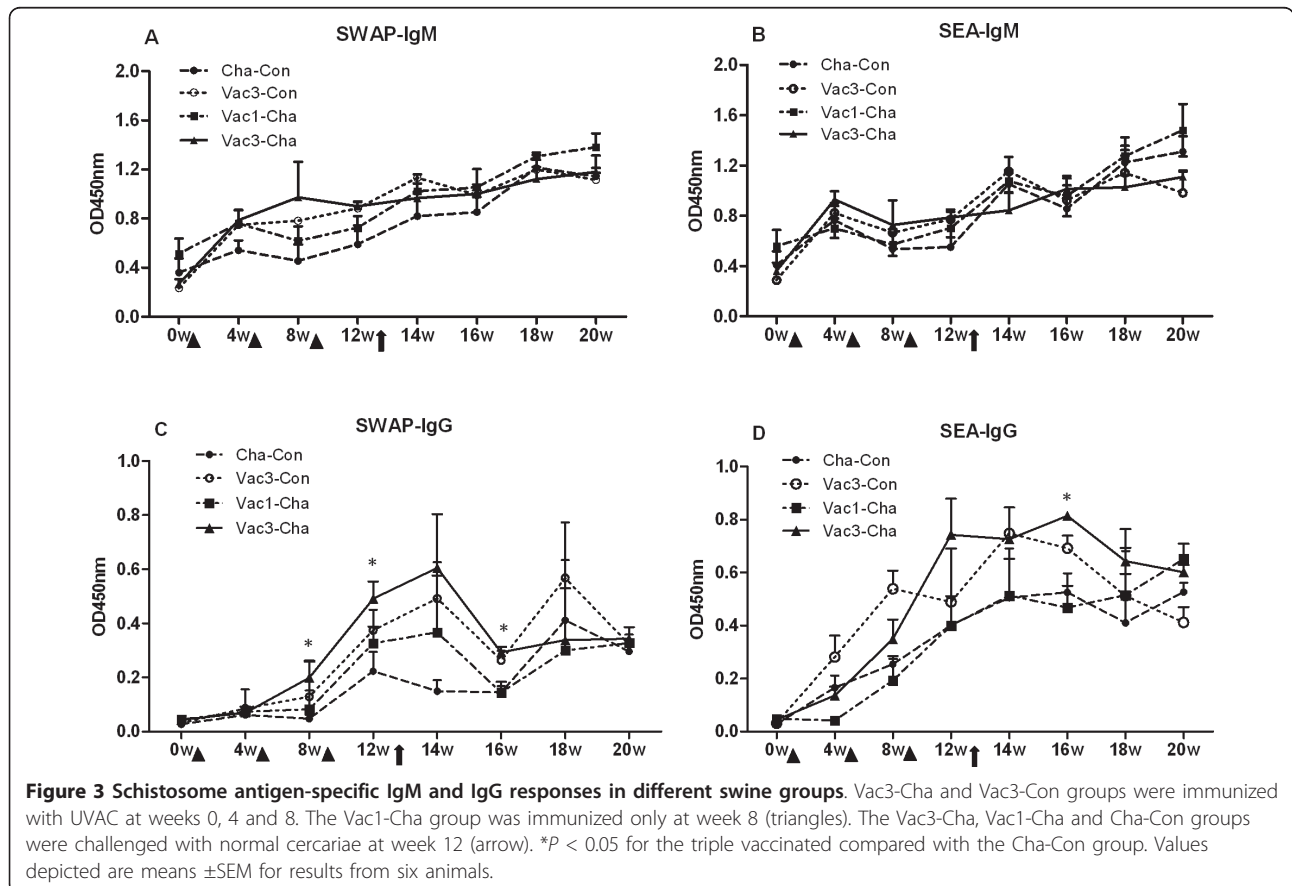 A SWAP-IgM
2.0
1.6
1.2
0.8
0.4
0.0
OD450nm
Cha-Con
Vac3-Con
Vac1-Cha
Vac3-Cha
0w 4w 8w 12w 14w 16w 18w 20w
B SEA-IgM
2.0
1.6
1.2
0.8
0.4
0.0
OD450nm
Cha-Con
Vac3-Con
Vac1-Cha
Vac3-Cha
0w 4w 8w 12w 14w 16w 18w 20w
C SWAP-IgG
1.0
0.8
0.6
0.4
0.2
0.0
OD450nm
Cha-Con
Vac3-Con
Vac1-Cha
Vac3-Cha
* * *
0w 4w 8w 12w 14w 16w 18w 20w
D SEA-IgG
1.0
0.8
0.6
0.4
0.2
0.0
OD450nm
Cha-Con
Vac3-Con
Vac1-Cha
Vac3-Cha
*
0w 4w 8w 12w 14w 16w 18w 20w
Figure 3 Schistosome antigen-specific IgM and IgG responses in different swine groups. Vac3-Cha and Vac3-Con groups were immunized
with UVAC at weeks 0, 4 and 8. The Vac1-Cha group was immunized only at week 8 (triangles). The Vac3-Cha, Vac1-Cha and Cha-Con groups
were challenged with normal cercariae at week 12 (arrow). *P < 0.05 for the triple vaccinated compared with the Cha-Con group. Values
depicted are means ±SEM for results from six animals.